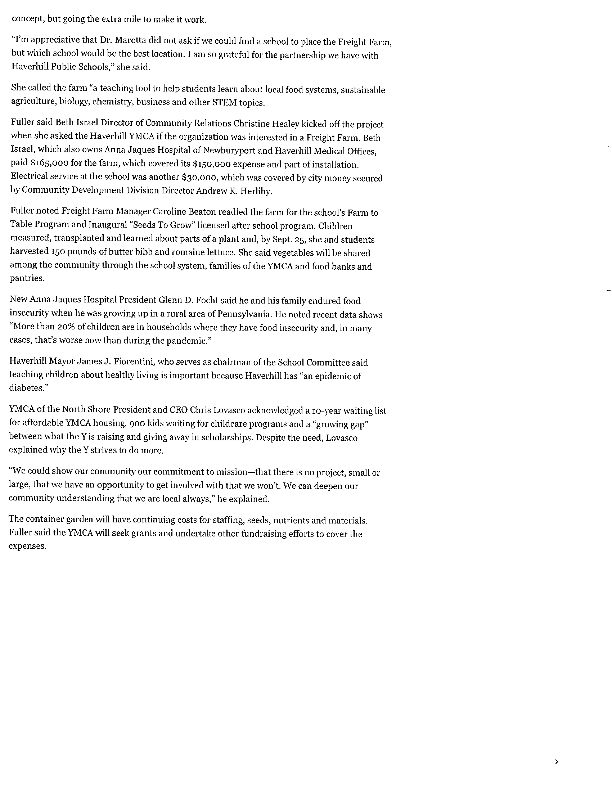 concept, but going the extra mile to make it work.
"I'm appreciative that Dr. Marotta did not ask if we could find a school to place the Freight Farm,
but which school would be the best location. I am so grateful for the partnership we have with
Haverhill Public Schools," she said.
She called the farm "a teaching tool to help students learn about local food systems, sustainable
agriculture, biology, chemistry, business and other STEM topics.
Fuller said Beth Israel Director of Community Relations Christine Healey kicked off the project
when she asked the Haverhill YMCA if the organization was interested in a Freight Farm. Beth
Israel, which also owns Anna Jaques Hospital of Newburyport and Haverhill Medical Offices,
paid $165,000 for the farm, which covered its $150,000 expense and part of installation.
Electrical service at the school was another $30,000, which was covered by city money secured
by Community Development Division Director Andrew K. Herlihy.
Fuller noted Freight Farm Manager Caroline Beaton readied the farm for the school's Farm to
Table Program and Inaugural "Seeds To Grow" licensed after school program. Children
measured, transplanted and learned about parts of a plant and, by Sept. 25, she and students
harvested 150 pounds of butter bibb and romaine lettuce. She said vegetables will be shared
among the community through the school system, families of the YMCA and food banks and
pantries.
New Anna Jaques Hospital President Glenn D. Focht said he and his family endured food
insecurity when he was growing up in a rural area of Pennsylvania. He noted recent data shows
"More than 20% of children are in households where they have food insecurity and, in many
cases, that's worse now than during the pandemic."
Haverhill Mayor James J. Fiorentini, who serves as chairman of the School Committee said
teaching children about healthy living is important because Haverhill has "an epidemic of
diabetes."
YMCA of the North Shore President and CEO Chris Lovasco acknowledged a 10-year waiting list
for affordable YMCA housing, 900 kids waiting for childcare programs and a "growing gap"
between what the Y is raising and giving away in scholarships. Despite the need, Lovasco
explained why the Y strives to do more.
"We could show our community our commitment to mission—that there is no project, small or
large, that we have an opportunity to get involved with that we won't. We can deepen our
community understanding that we are local always," he explained.
The container garden will have continuing costs for staffing, seeds, nutrients and materials.
Fuller said the YMCA will seek grants and undertake other fundraising efforts to cover the
expenses.